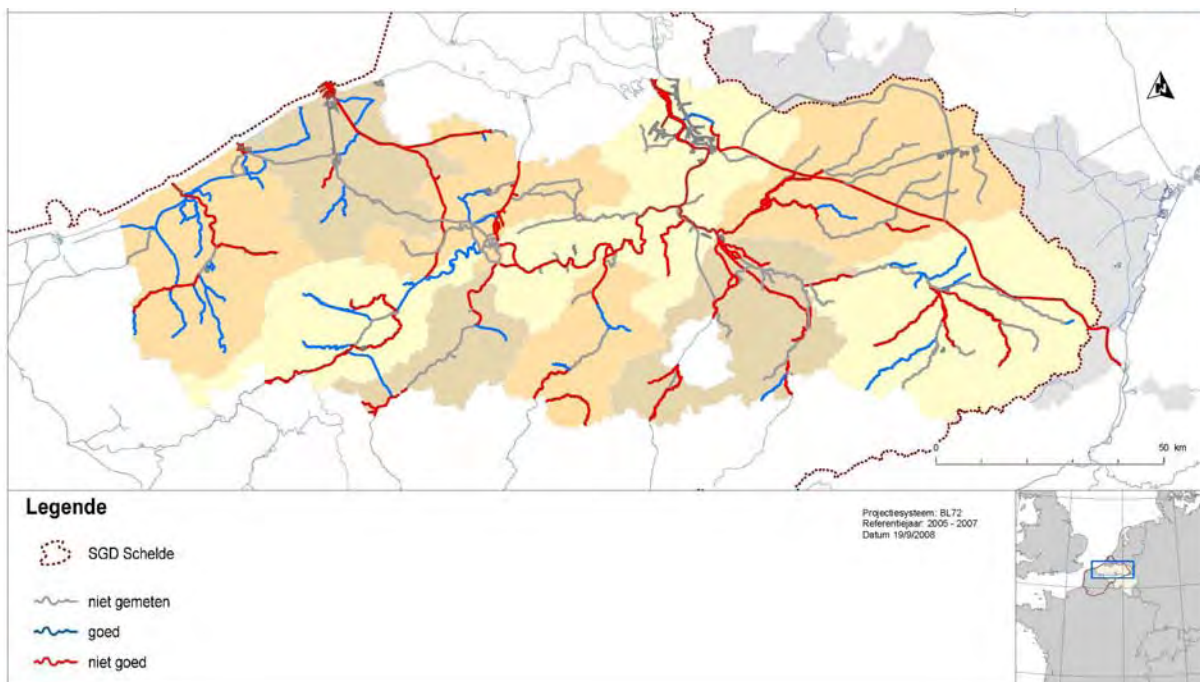 0
50 km
Legende
SGD Schelde
niet gemeten
goed
niet goed
Projectiesysteem: BL72
Referentiejaar: 2005 - 2007
Datum 19/9/2008